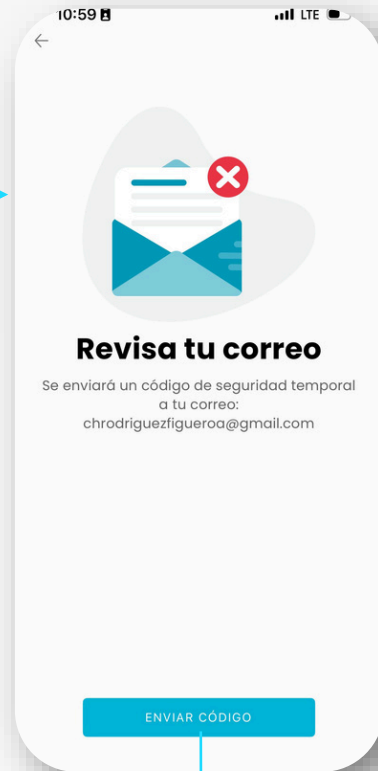 10:59
LTE
Revisa tu correo
Se enviará un código de seguridad temporal
a tu correo:
chrodriguezfigueroa@gmail.com
ENVIAR CÓDIGO